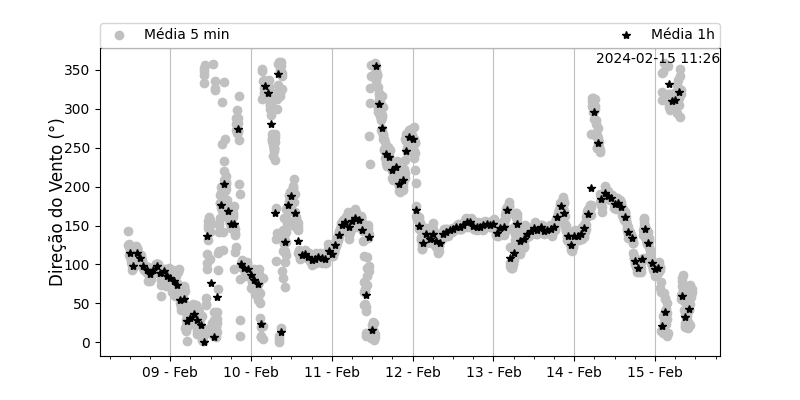 Média 5 min
Média 1h
2024-02-15 11:26
Direção do Vento (°)
350
300
250
200
150
100
50
0
09 - Feb
10 - Feb
11 - Feb
12 - Feb
13 - Feb
14 - Feb
15 - Feb